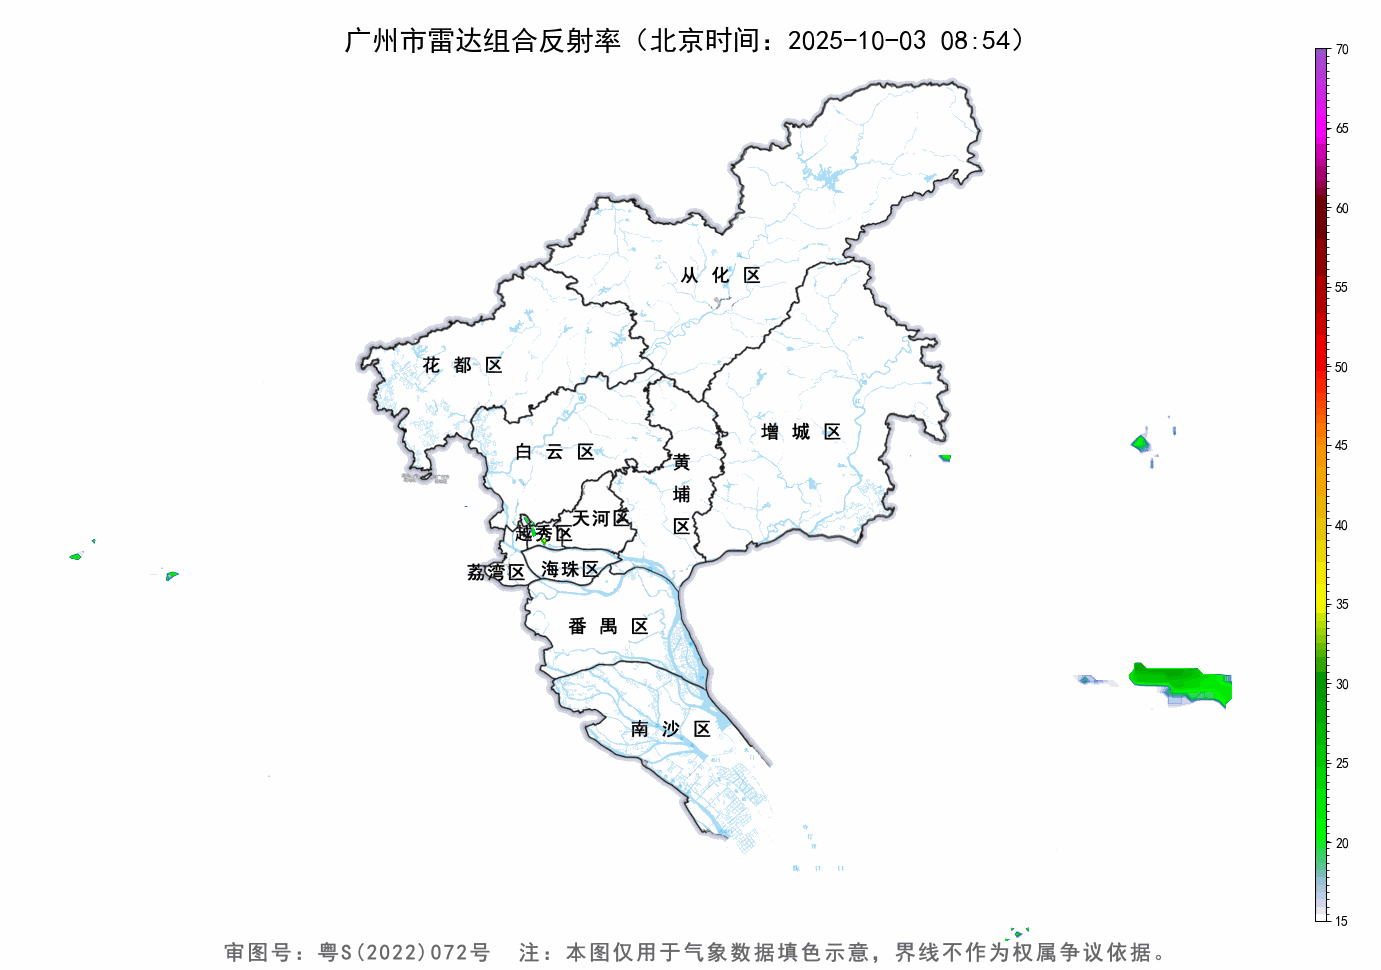 广州市雷达组合反射率（北京时间：2025-10-03 08:54）
70
65
60
55
50
45
40
35
30
25
20
15
从化区
花都区
增城区
白云区
黄埔区
天河区
越秀区
荔湾区
海珠区
番禺区
南沙区
审图号：粤S(2022)072号 注：本图仅用于气象数据填色示意，界线不作为权属争议依据。